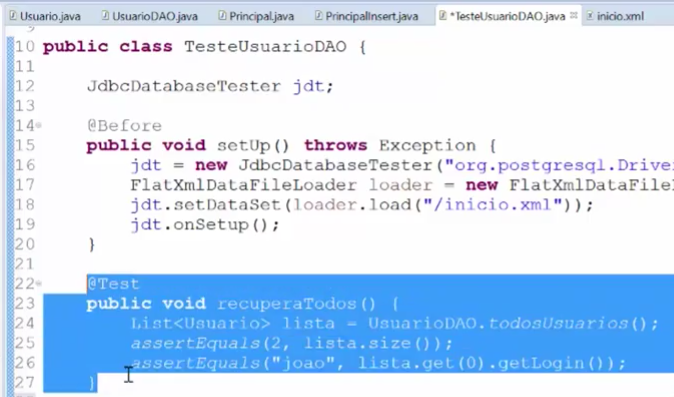 Usuario.java UsuarioDAO.java Principal.java PrincipalInsert.java *TesteUsuarioDAO.java inicio.xml
10 public class TesteUsuarioDAO {
11
12 JdbcDatabaseTester jdt;
13
14 @Before
15 public void setUp() throws Exception {
16 jdt = new JdbcDatabaseTester("org.postgresql.Drive
17 FlatXmlDataFileLoader loader = new FlatXmlDataFile
18 jdt.setDataSet(loader.load("/inicio.xml"));
19 jdt.onSetup();
20 }
21
22 @Test
23 public void recuperaTodos() {
24 List<Usuario> lista = UsuarioDAO.todosUsuarios();
25 assertEquals(2, lista.size());
26 assertEquals("joao", lista.get(0).getLogin());
27 }